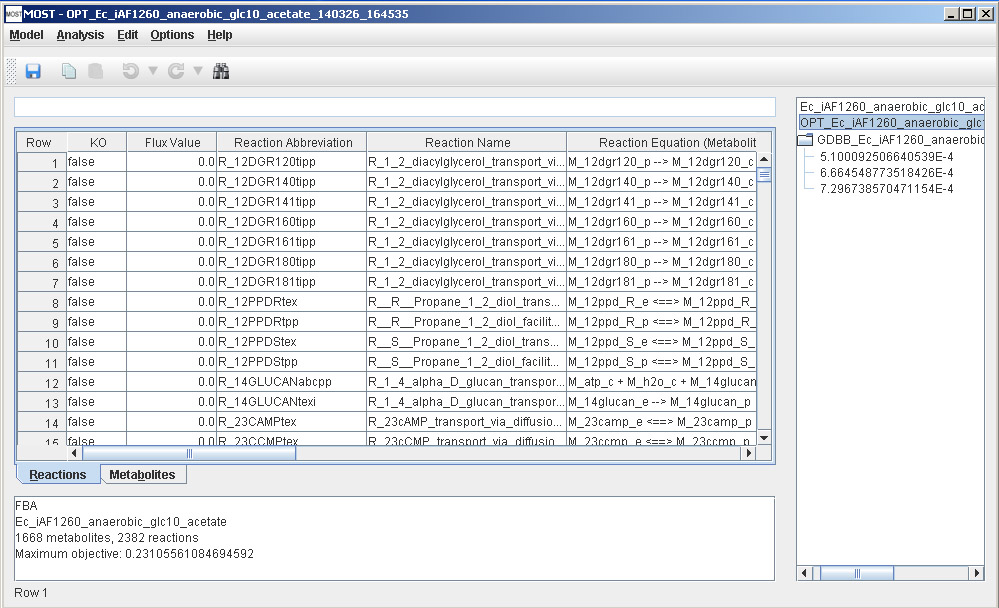 MOST MOST - OPT_Ec_iAF1260_anaerobic_glc10_acetate_140326_164535
Model Analysis Edit Options Help
Row KO Flux Value Reaction Abbreviation Reaction Name Reaction Equation (Metabolit
1 false 0.0 R_12DGR120tipp R_1_2_diacylglycerol_transport_vi... M_12dgr120_p --> M_12dgr120_c
2 false 0.0 R_12DGR140tipp R_1_2_diacylglycerol_transport_vi... M_12dgr140_p --> M_12dgr140_c
3 false 0.0 R_12DGR141tipp R_1_2_diacylglycerol_transport_vi... M_12dgr141_p --> M_12dgr141_c
4 false 0.0 R_12DGR160tipp R_1_2_diacylglycerol_transport_vi... M_12dgr160_p --> M_12dgr160_c
5 false 0.0 R_12DGR161tipp R_1_2_diacylglycerol_transport_vi... M_12dgr161_p --> M_12dgr161_c
6 false 0.0 R_12DGR180tipp R_1_2_diacylglycerol_transport_vi... M_12dgr180_p --> M_12dgr180_c
7 false 0.0 R_12DGR181tipp R_1_2_diacylglycerol_transport_vi... M_12dgr181_p --> M_12dgr181_c
8 false 0.0 R_12PPDRtex R__R__Propane_1_2_diol_trans... M_12ppd_R_e <==> M_12ppd_R_
9 false 0.0 R_12PPDRtpp R__R__Propane_1_2_diol_facilit... M_12ppd_R_p <==> M_12ppd_R_
10 false 0.0 R_12PPDStex R__S__Propane_1_2_diol_trans... M_12ppd_S_e <==> M_12ppd_S_
11 false 0.0 R_12PPDStpp R__S__Propane_1_2_diol_facilit... M_12ppd_S_p <==> M_12ppd_S_
12 false 0.0 R_14GLUCANabcpp R_1_4_alpha_D_glucan_transpor... M_atp_c + M_h2o_c + M_14glucan
13 false 0.0 R_14GLUCANtexi R_1_4_alpha_D_glucan_transpor... M_14glucan_e --> M_14glucan_p
14 false 0.0 R_23CAMPtex R_23cAMP_transport_via_diffusio... M_23camp_e <==> M_23camp_p
15 false 0.0 R_23CCMPtex R_23cCMP_transport_via_diffusio... M_23ccmp_e <==> M_23ccmp_p
Reactions Metabolites
FBA
Ec_iAF1260_anaerobic_glc10_acetate
1668 metabolites, 2382 reactions
Maximum objective: 0.23105561084694592
Row 1
Ec_iAF1260_anaerobic_glc10_ac
OPT_Ec_iAF1260_anaerobic_glc
GDBB_Ec_iAF1260_anaerobic
5.100092506640539E-4
6.664548773518426E-4
7.296738570471154E-4